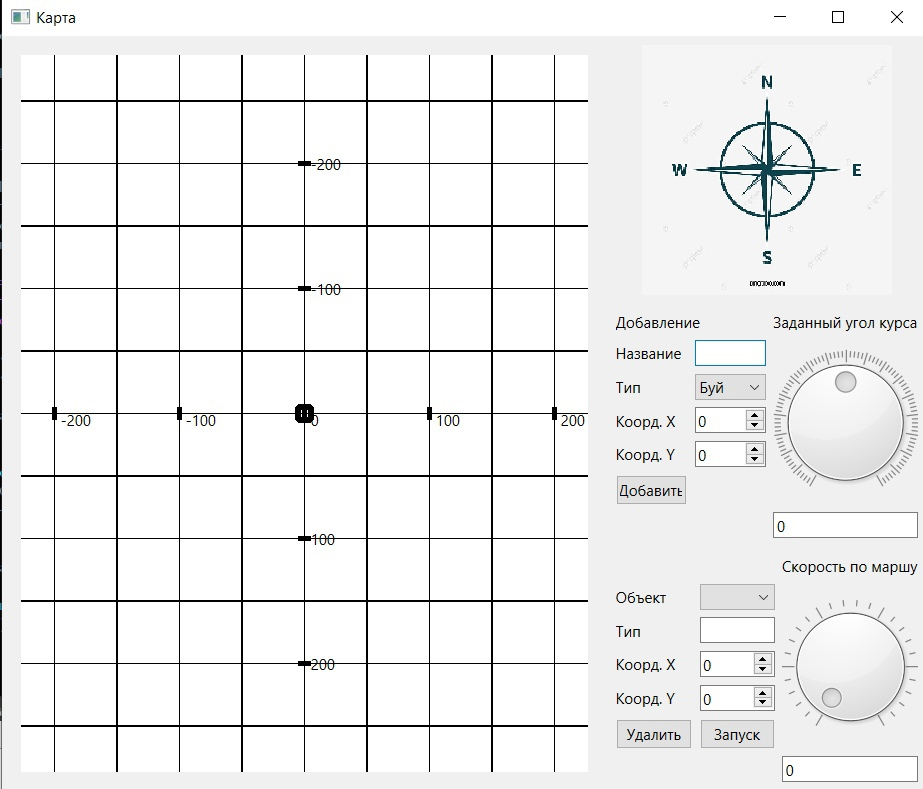 Карта
-200
-100
-200
-100
0
100
200
100
200
N
W
E
S
Добавление
Название
Тип
Буй
Коорд. X
0
Коорд. Y
0
Добавить
Заданный угол курса
0
Скорость по маршу
Объект
Тип
Коорд. X
0
Коорд. Y
0
Удалить
Запуск
0